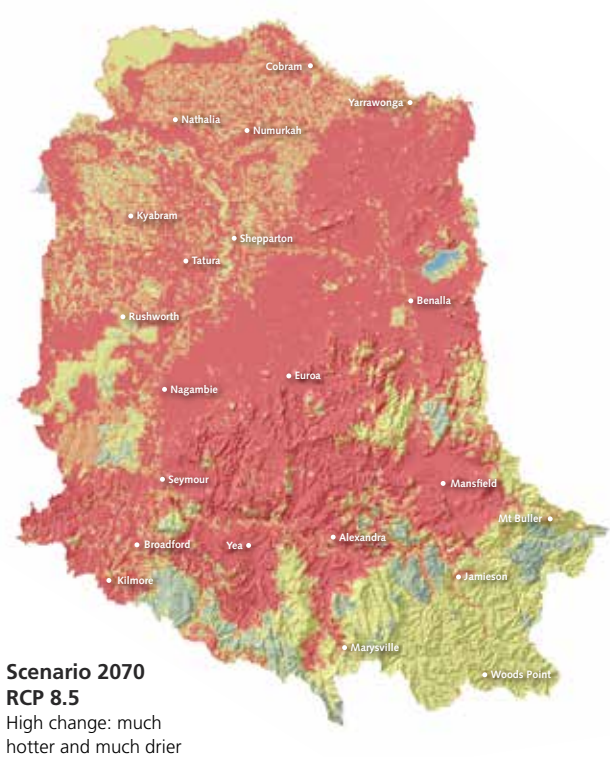 Cobram
Yarrawonga
Nathalia
Numurkah
Kyabram
Shepparton
Tatura
Benalla
Rushworth
Euroa
Nagambie
Seymour
Mansfield
Mt Buller
Alexandra
Broadford
Yea
Jamieson
Kilmore
Marysville
Woods Point
Scenario 2070
RCP 8.5
High change: much
hotter and much drier